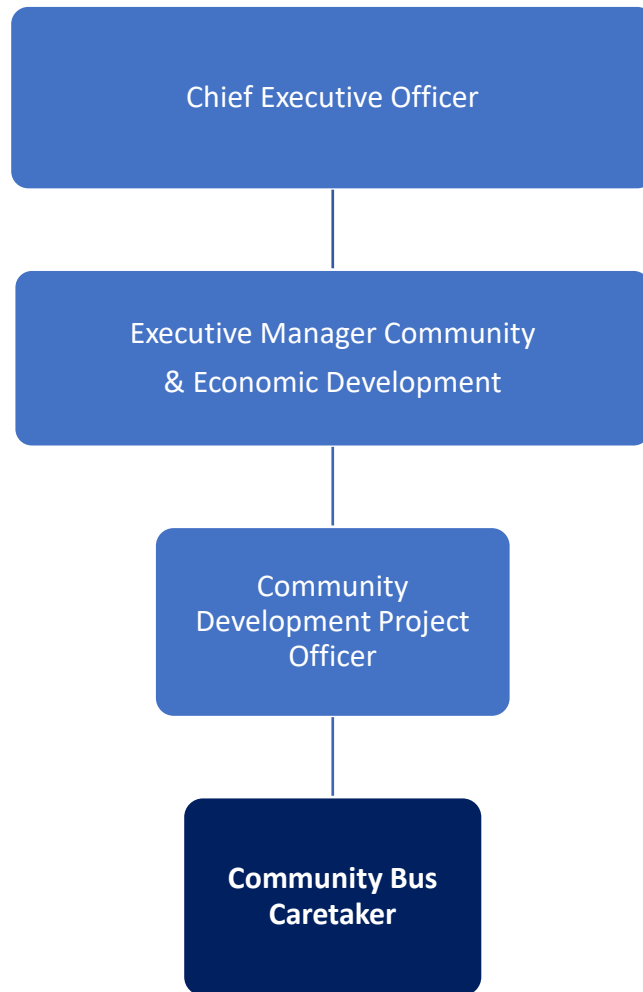 Chief Executive Officer
Executive Manager Community
& Economic Development
Community
Development Project
Officer
Community Bus
Caretaker